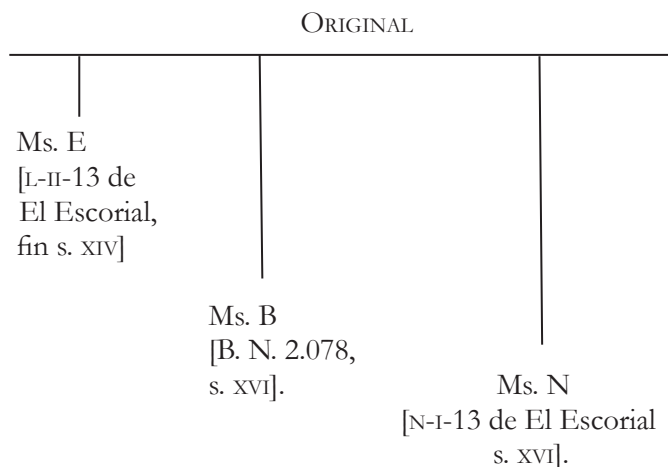 ORIGINAL
Ms. E
[L-II-13 de
El Escorial,
fin s. XIV]
Ms. B
[B. N. 2.078,
s. XVI].
Ms. N
[N-I-13 de El Escorial
s. XVI].